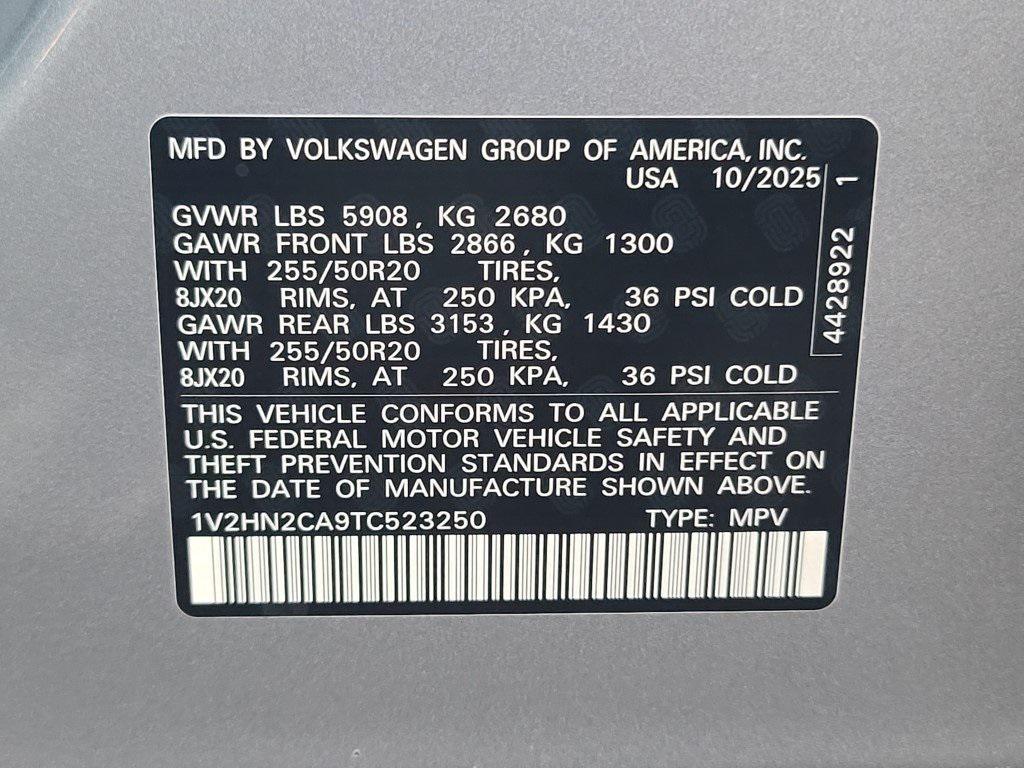 MFD BY VOLKSWAGEN GROUP OF AMERICA, INC.
USA 10/2025
GVWR LBS 5908, KG 2680
GAWR FRONT LBS 2866, KG 1300
WITH 255/50R20 TIRES,
8JX20 RIMS, AT 250 KPA, 36 PSI COLD
GAWR REAR LBS 3153, KG 1430
WITH 255/50R20 TIRES,
8JX20 RIMS, AT 250 KPA, 36 PSI COLD
4428922 1
THIS VEHICLE CONFORMS TO ALL APPLICABLE
U.S. FEDERAL MOTOR VEHICLE SAFETY AND
THEFT PREVENTION STANDARDS IN EFFECT ON
THE DATE OF MANUFACTURE SHOWN ABOVE.
1V2HN2CA9TC523250 TYPE: MPV